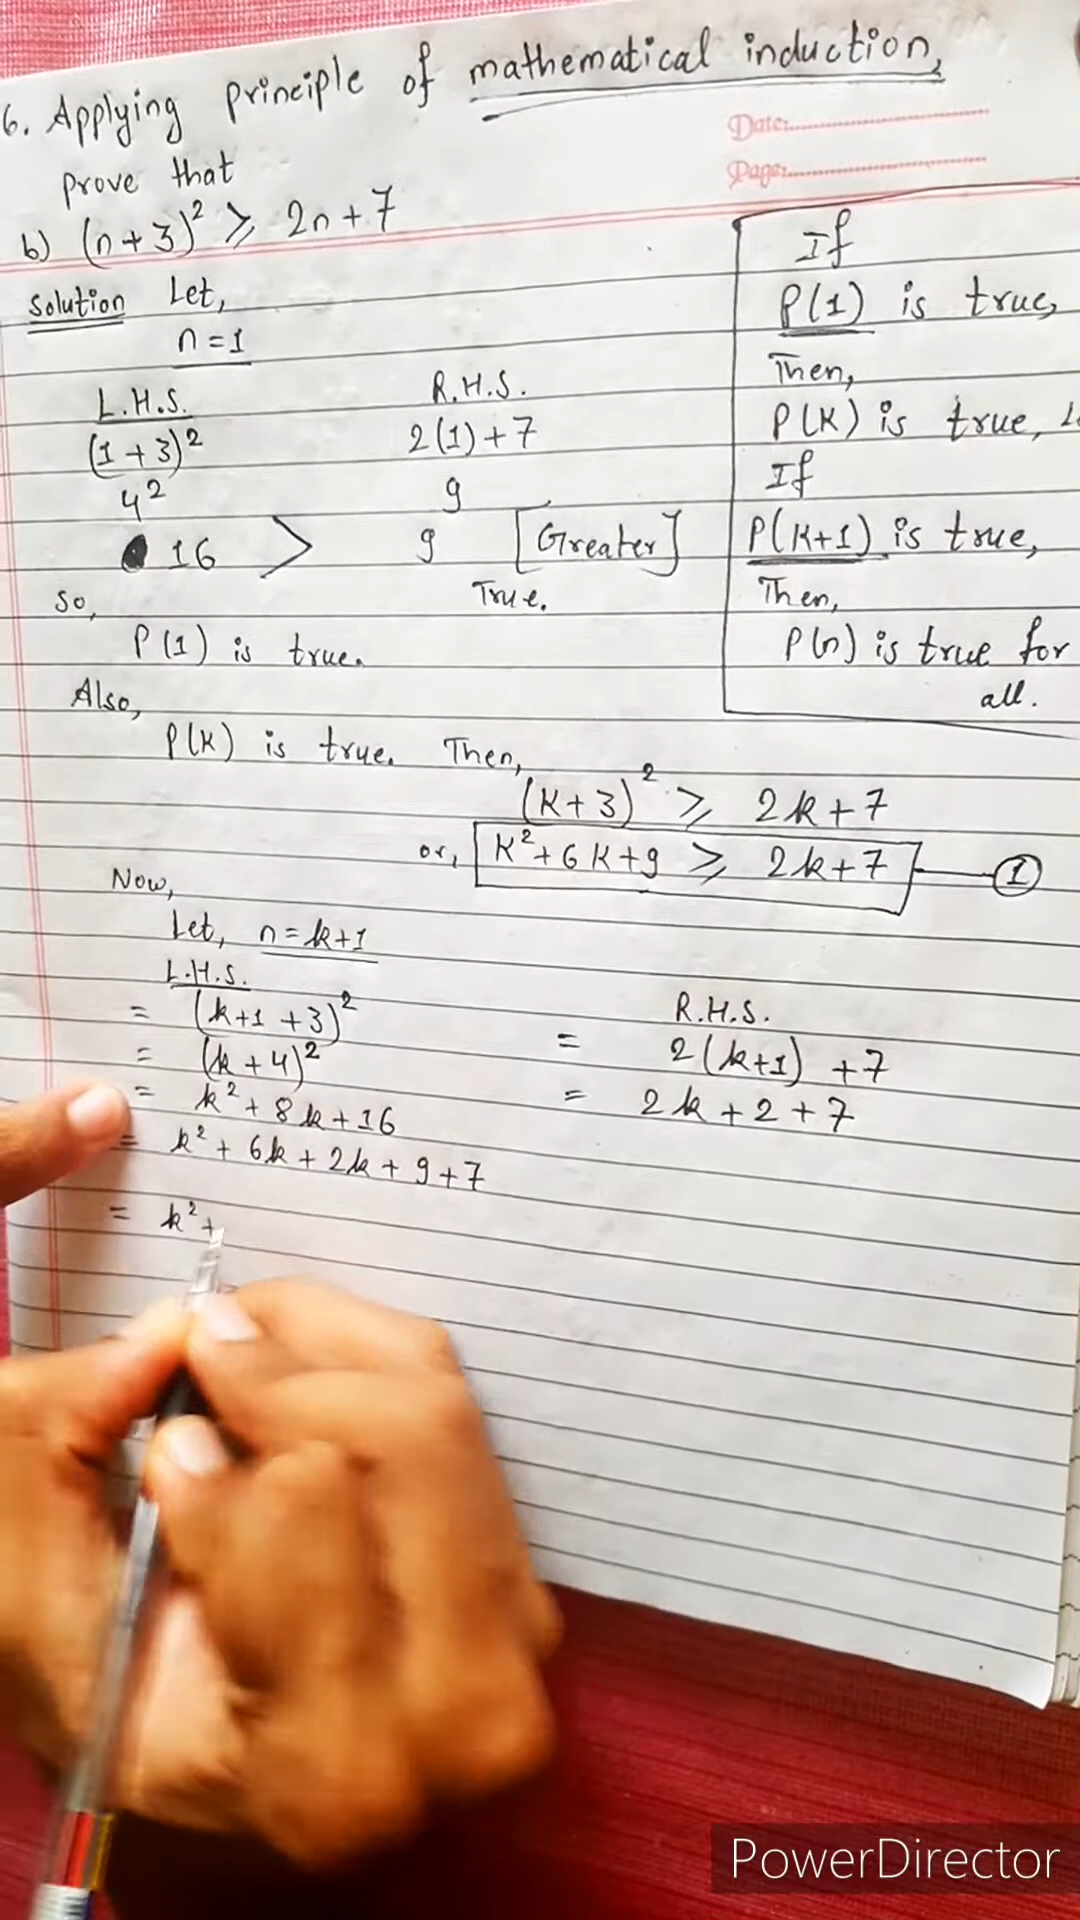 6. Applying principle of mathematical induction,
prove that
Date:
Page:
b) (n+3)² ⩾ 2n+7
Solution Let,
n=1
L.H.S. R.H.S.
(1+3)² 2(1)+7
4² 9
16 > 9 [Greater]
So, True.
P(1) is true.
If
P(1) is true,
Then,
P(K) is true,
If
P(K+1) is true,
Then,
P(n) is true for
all.
Also,
P(K) is true. Then,
(K+3)² ⩾ 2k+7
or, K²+6K+9 ⩾ 2k+7 — ①
Now,
Let, n=k+1
L.H.S.
= (k+1+3)²
= (k+4)²
= k²+8k+16
= k²+6k+2k+9+7
= k²+
R.H.S.
= 2(k+1)+7
= 2k+2+7
PowerDirector